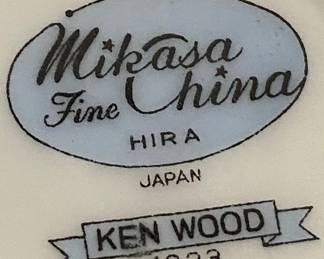 Mikasa
Fine China
HIRA
JAPAN
KEN WOOD